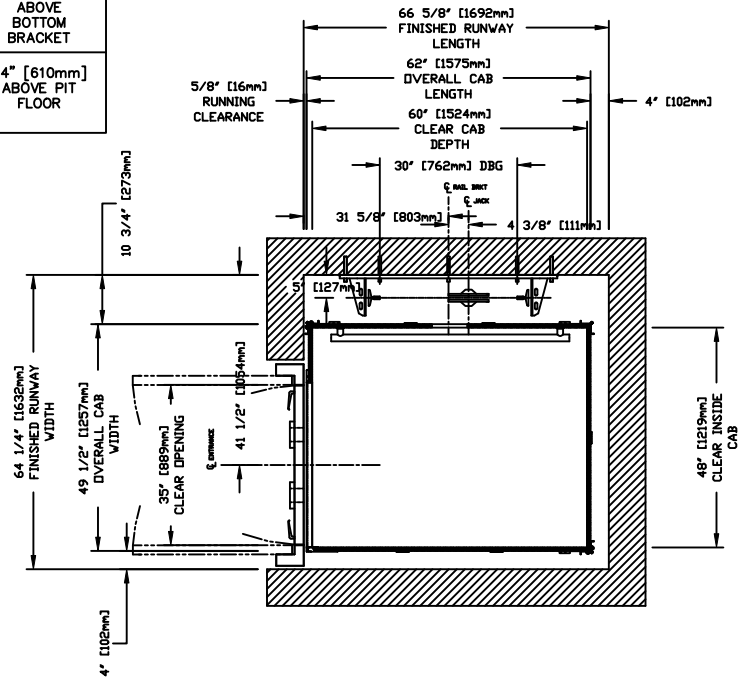 ABOVE
BOTTOM
BRACKET
4" [610mm]
ABOVE PIT
FLOOR
66 5/8" [1692mm]
FINISHED RUNWAY
LENGTH
62" [1575mm]
OVERALL CAB
LENGTH
5/8" [16mm]
RUNNING
CLEARANCE
4" [102mm]
60" [1524mm]
CLEAR CAB
DEPTH
30" [762mm] DBG
℄ RAIL BRKT
℄ JACK
31 5/8" [803mm]
4 3/8" [111mm]
10 3/4" [273mm]
5" [127mm]
64 1/4" [1632mm]
FINISHED RUNWAY
WIDTH
49 1/2" [1257mm]
OVERALL CAB
WIDTH
35" [889mm]
CLEAR OPENING
℄ ENTRANCE
41 1/2" [1054mm]
48" [1219mm]
CLEAR INSIDE
CAB
4" [102mm]